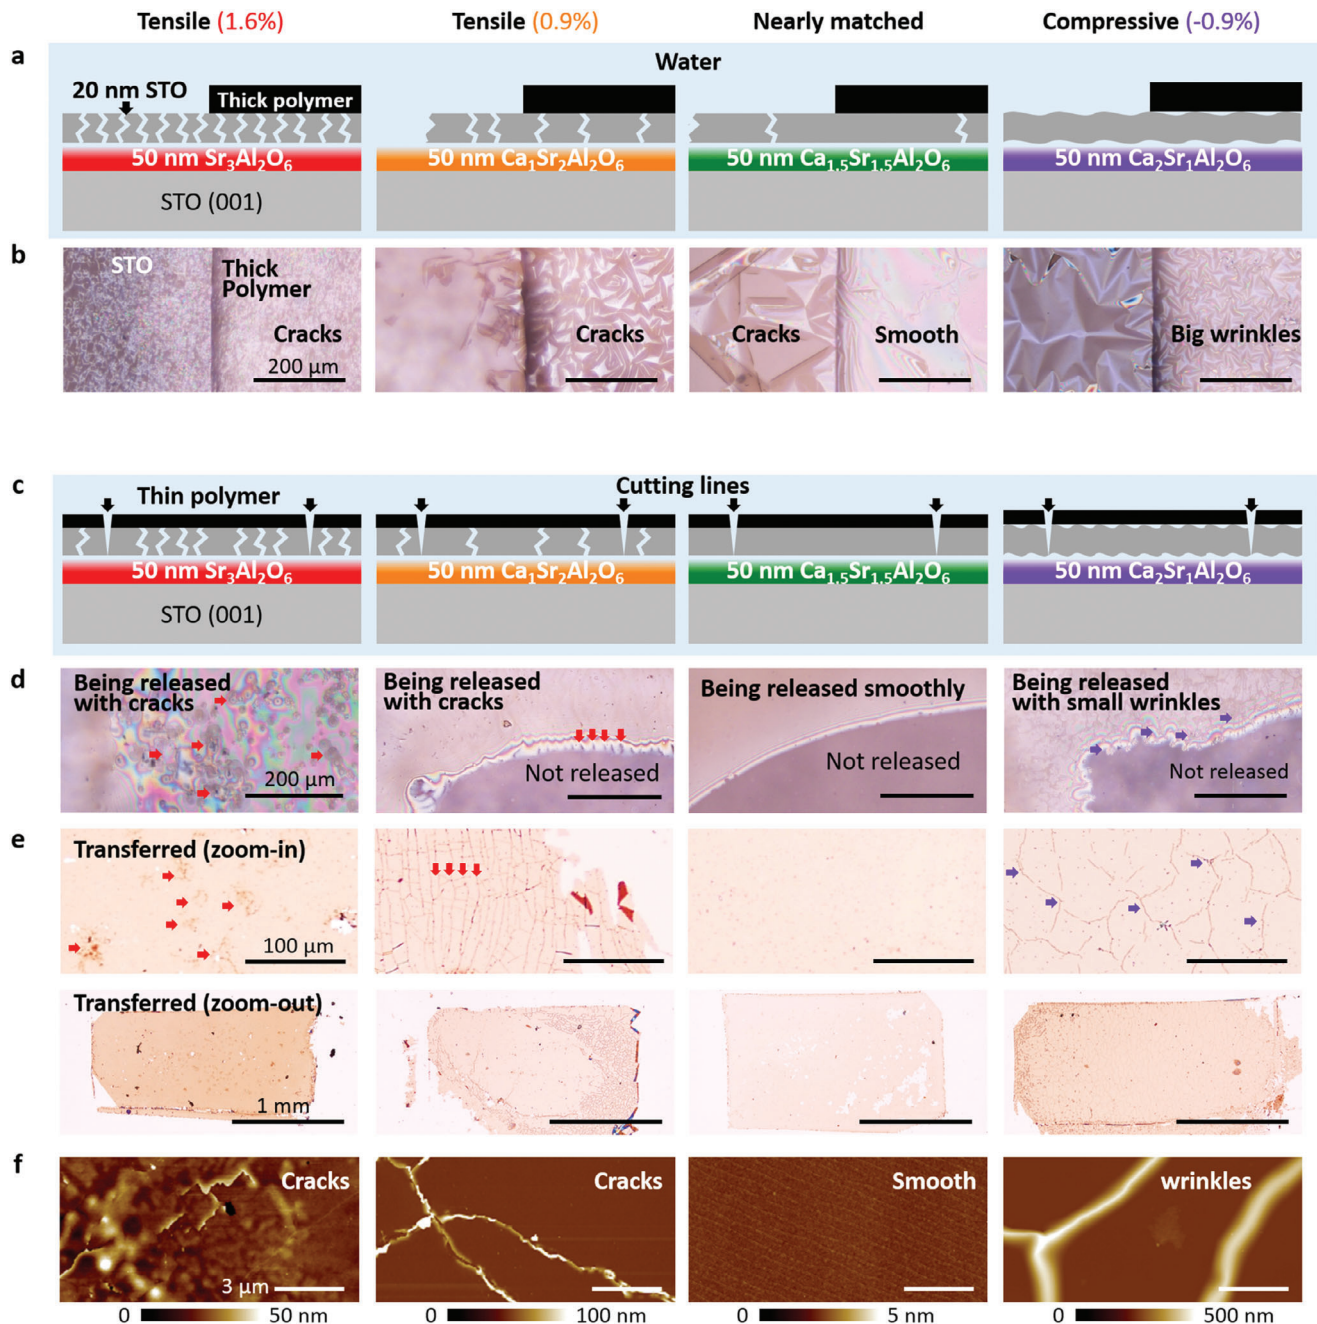 Tensile (1.6%)
Tensile (0.9%)
Nearly matched
Compressive (-0.9%)
a
Water
20 nm STO
Thick polymer
50 nm Sr₃Al₂O₆
50 nm Ca₁Sr₂Al₂O₆
50 nm Ca₁.₅Sr₁.₅Al₂O₆
50 nm Ca₂Sr₁Al₂O₆
STO (001)
b
STO
Thick
Polymer
Cracks
200 μm
Cracks
Cracks
Smooth
Big wrinkles
c
Thin polymer
Cutting lines
50 nm Sr₃Al₂O₆
50 nm Ca₁Sr₂Al₂O₆
50 nm Ca₁.₅Sr₁.₅Al₂O₆
50 nm Ca₂Sr₁Al₂O₆
STO (001)
d
Being released
with cracks
200 μm
Being released
with cracks
Not released
Being released smoothly
Not released
Being released
with small wrinkles
Not released
e
Transferred (zoom-in)
100 μm
Transferred (zoom-out)
1 mm
f
Cracks
3 μm
Cracks
Smooth
wrinkles
0 50 nm
0 100 nm
0 5 nm
0 500 nm